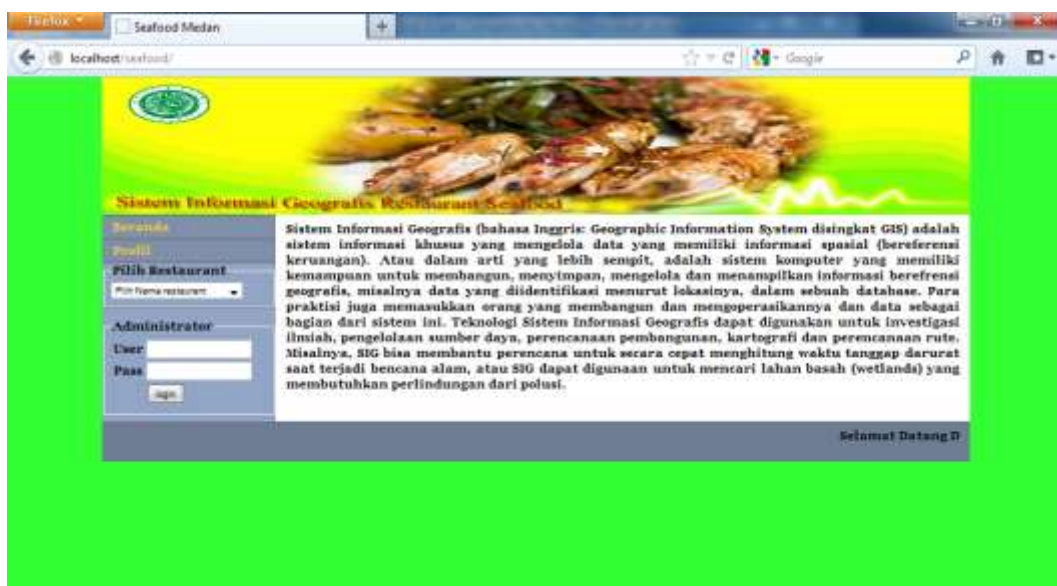 Firefox
Seafood Medan
localhost/seafood/
Google
Sistem Informasi Geografis Restaurant Seafood
Beranda
Profil
Pilih Restaurant
Pilih Nama restaurant
Administrator
User
Pass
login
Sistem Informasi Geografis (bahasa Inggris: Geographic Information System disingkat GIS) adalah
sistem informasi khusus yang mengelola data yang memiliki informasi spasial (bereferensi
keruangan). Atau dalam arti yang lebih sempit, adalah sistem komputer yang memiliki
kemampuan untuk membangun, menyimpan, mengelola dan menampilkan informasi berefrensi
geografis, misalnya data yang diidentifikasi menurut lokasinya, dalam sebuah database. Para
praktisi juga memasukkan orang yang membangun dan mengoperasikannya dan data sebagai
bagian dari sistem ini. Teknologi Sistem Informasi Geografis dapat digunakan untuk investigasi
ilmiah, pengelolaan sumber daya, perencanaan pembangunan, kartografi dan perencanaan rute.
Misalnya, SIG bisa membantu perencana untuk secara cepat menghitung waktu tanggap darurat
saat terjadi bencana alam, atau SIG dapat digunaan untuk mencari lahan basah (wetlands) yang
membutuhkan perlindungan dari polusi.
Selamat Datang D